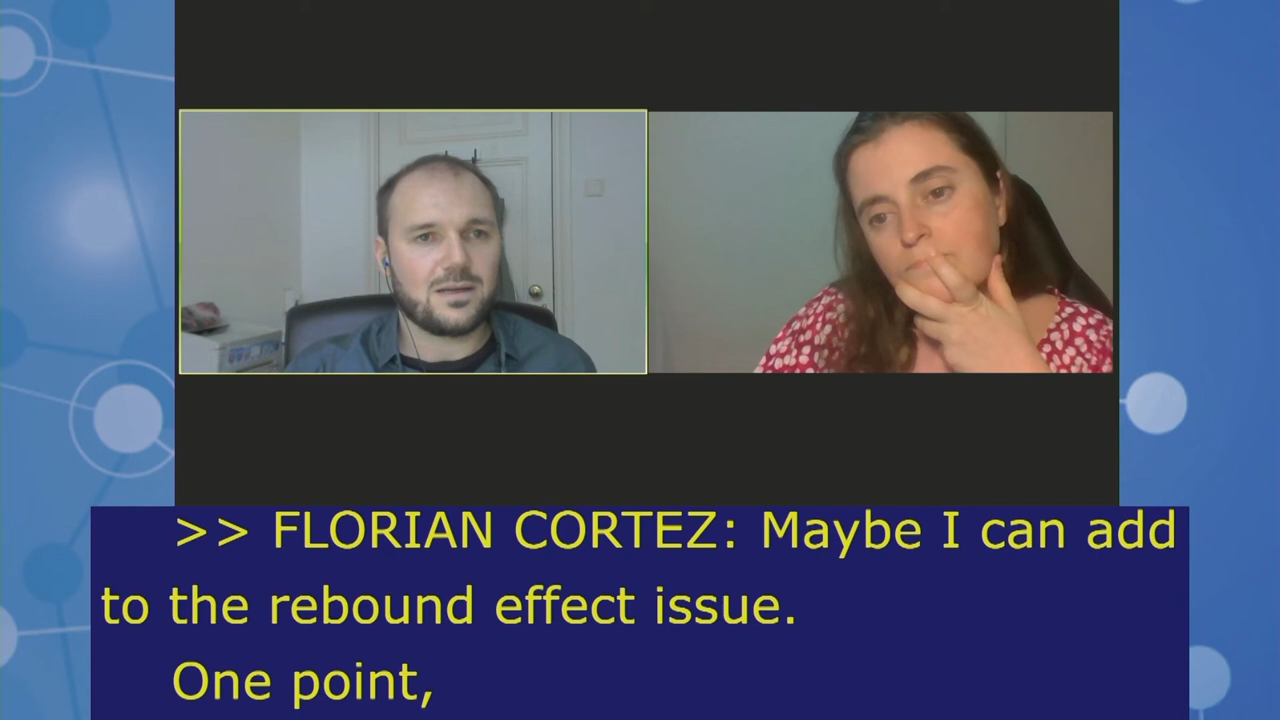 >> FLORIAN CORTEZ: Maybe I can add
to the rebound effect issue.
One point,